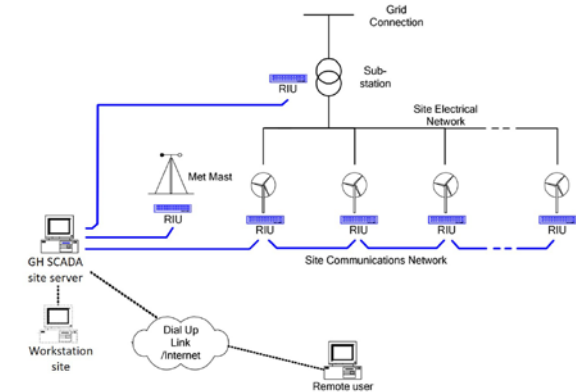 Grid
Connection
Sub-
station
RIU
Site Electrical
Network
Met Mast
RIU
RIU
RIU
RIU
RIU
GH SCADA
site server
Site Communications Network
Workstation
site
Dial Up
Link
/Internet
Remote user